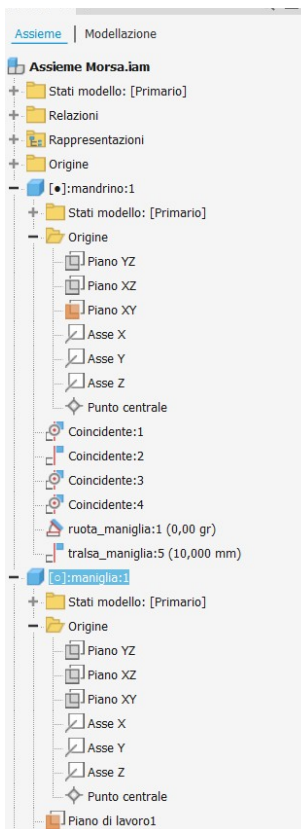 Assieme | Modellazione
Assieme Morsa.iam
Stati modello: [Primario]
Relazioni
Rappresentazioni
Origine
[●]:mandrino:1
Stati modello: [Primario]
Origine
Piano YZ
Piano XZ
Piano XY
Asse X
Asse Y
Asse Z
Punto centrale
Coincidente:1
Coincidente:2
Coincidente:3
Coincidente:4
ruota_maniglia:1 (0,00 gr)
tralsa_maniglia:5 (10,000 mm)
[○]:maniglia:1
Stati modello: [Primario]
Origine
Piano YZ
Piano XZ
Piano XY
Asse X
Asse Y
Asse Z
Punto centrale
Piano di lavoro1